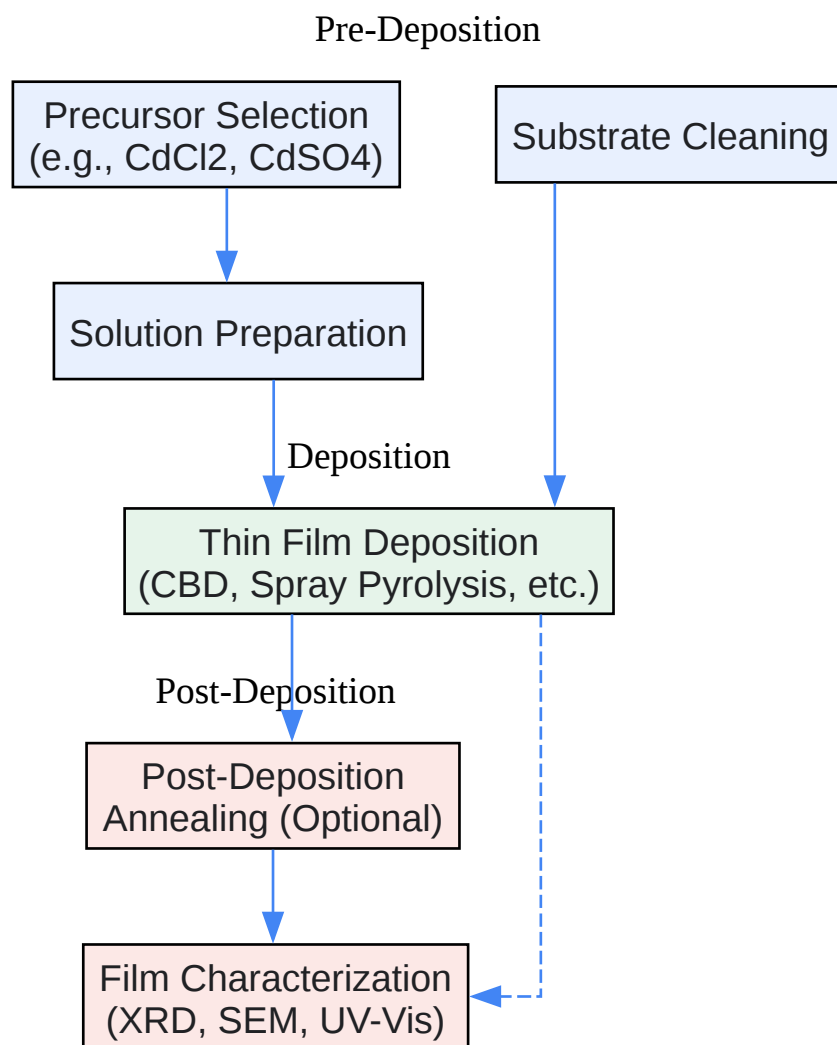 Pre-Deposition
Precursor Selection
(e.g., CdCl2, CdSO4)
Substrate Cleaning
Solution Preparation
Deposition
Thin Film Deposition
(CBD, Spray Pyrolysis, etc.)
Post-Deposition
Post-Deposition
Annealing (Optional)
Film Characterization
(XRD, SEM, UV-Vis)